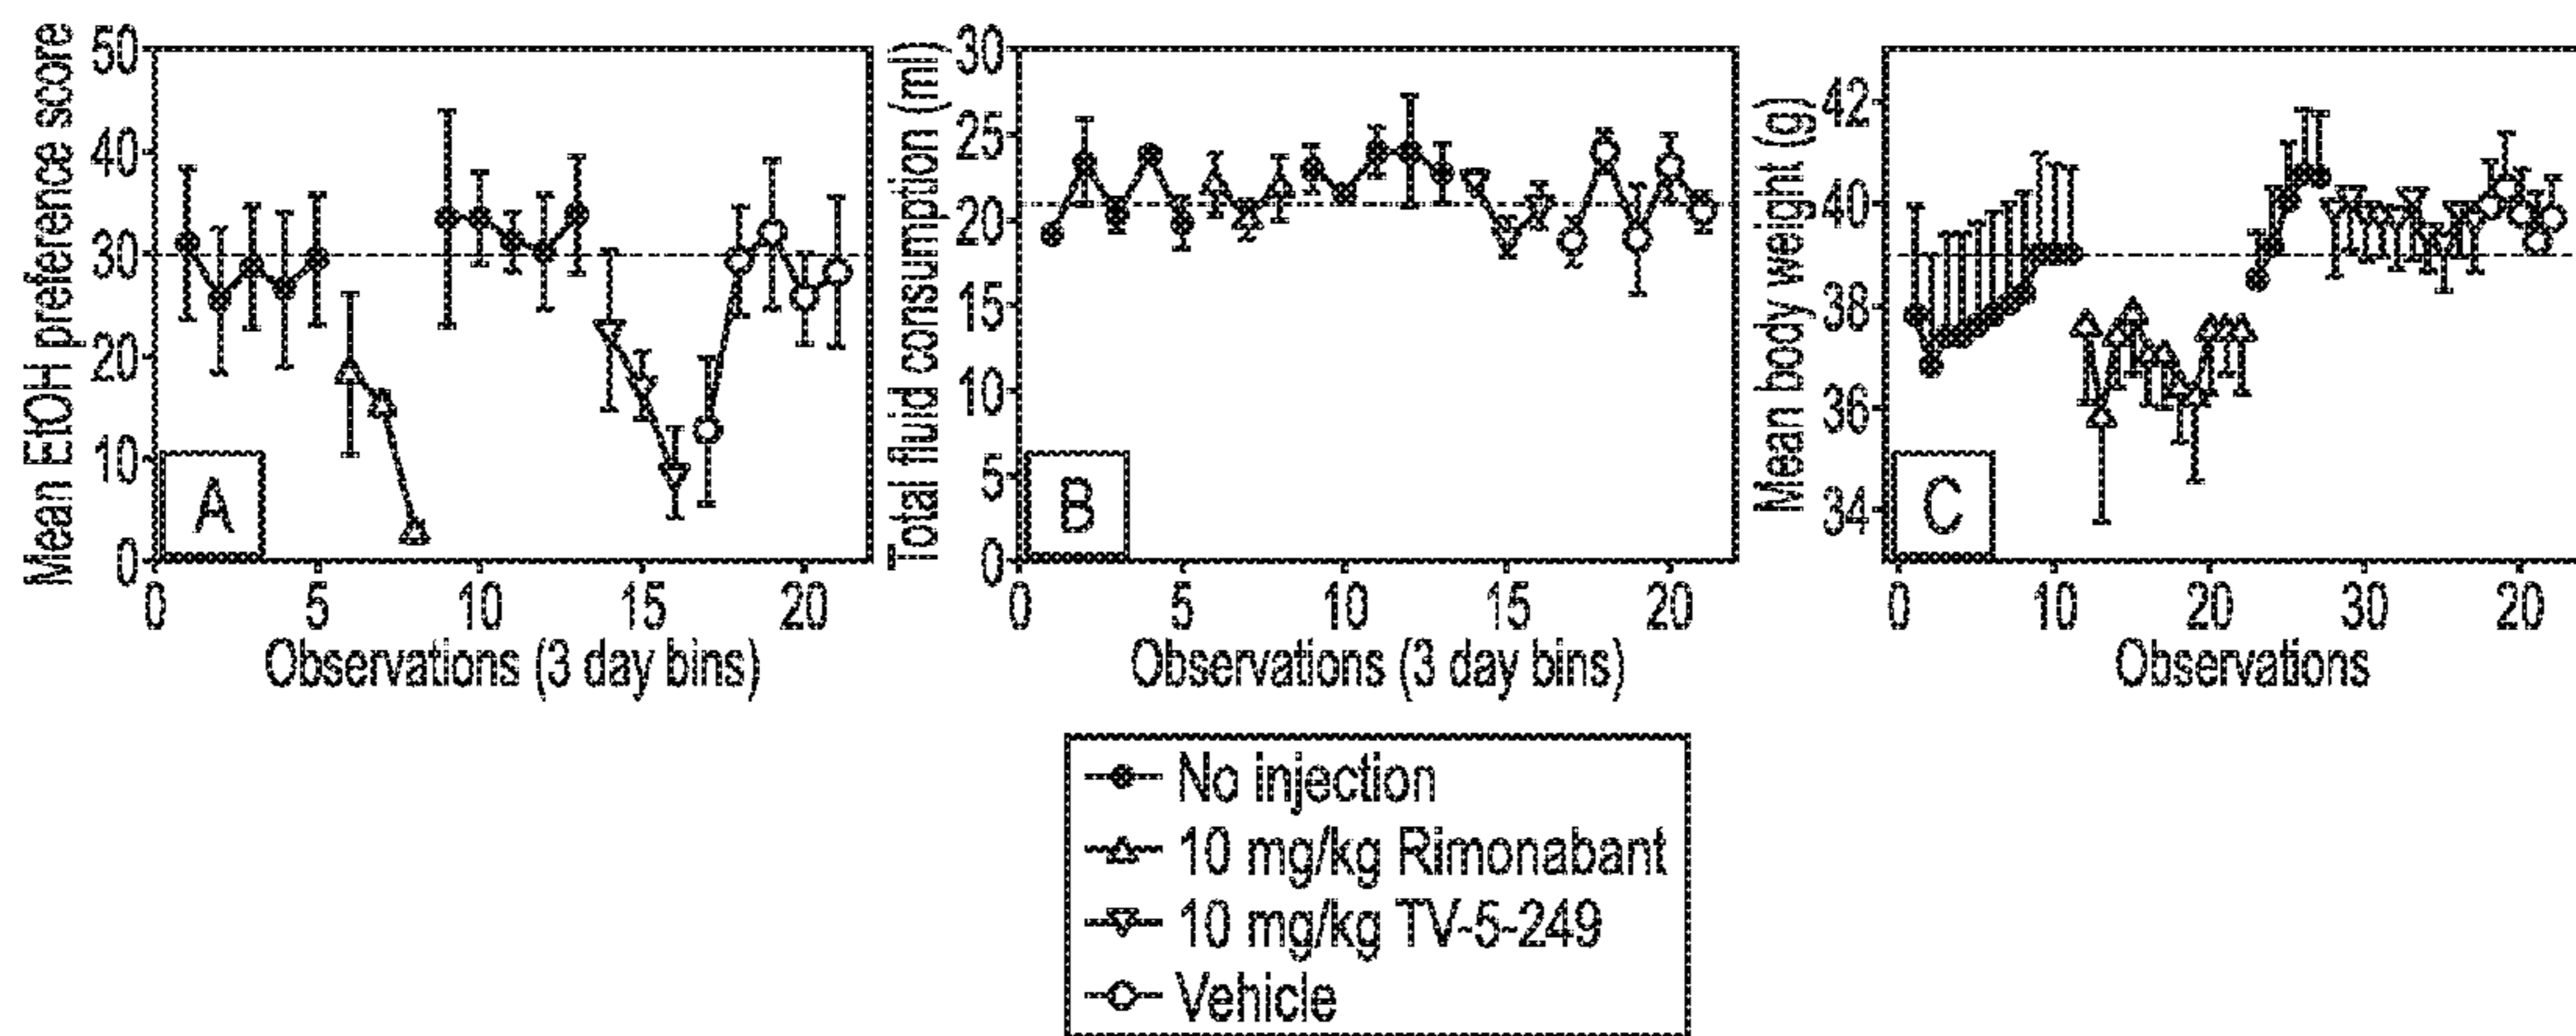 Mean EtOH preference score
50
40
30
20
10
0
A
0 5 10 15 20
Observations (3 day bins)
Total fluid consumption (ml)
30
25
20
15
10
5
0
B
0 5 10 15 20
Observations (3 day bins)
Mean body weight (g)
42
40
38
36
34
C
0 10 20 30 20
Observations
No injection
10 mg/kg Rimonabant
10 mg/kg TV-5-249
Vehicle